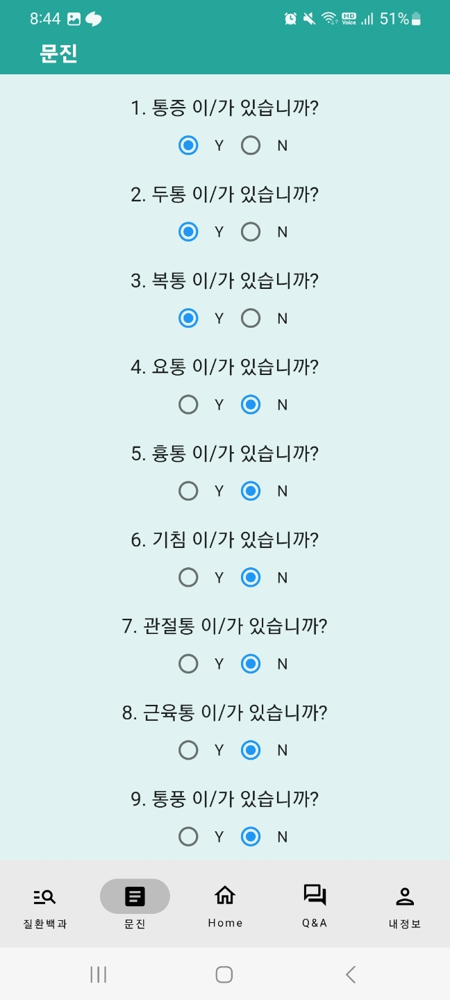 8:44 HD Voice 51%
문진
1. 통증 이/가 있습니까?
Y N
2. 두통 이/가 있습니까?
Y N
3. 복통 이/가 있습니까?
Y N
4. 요통 이/가 있습니까?
Y N
5. 흉통 이/가 있습니까?
Y N
6. 기침 이/가 있습니까?
Y N
7. 관절통 이/가 있습니까?
Y N
8. 근육통 이/가 있습니까?
Y N
9. 통풍 이/가 있습니까?
Y N
질환백과 문진 Home Q&A 내정보